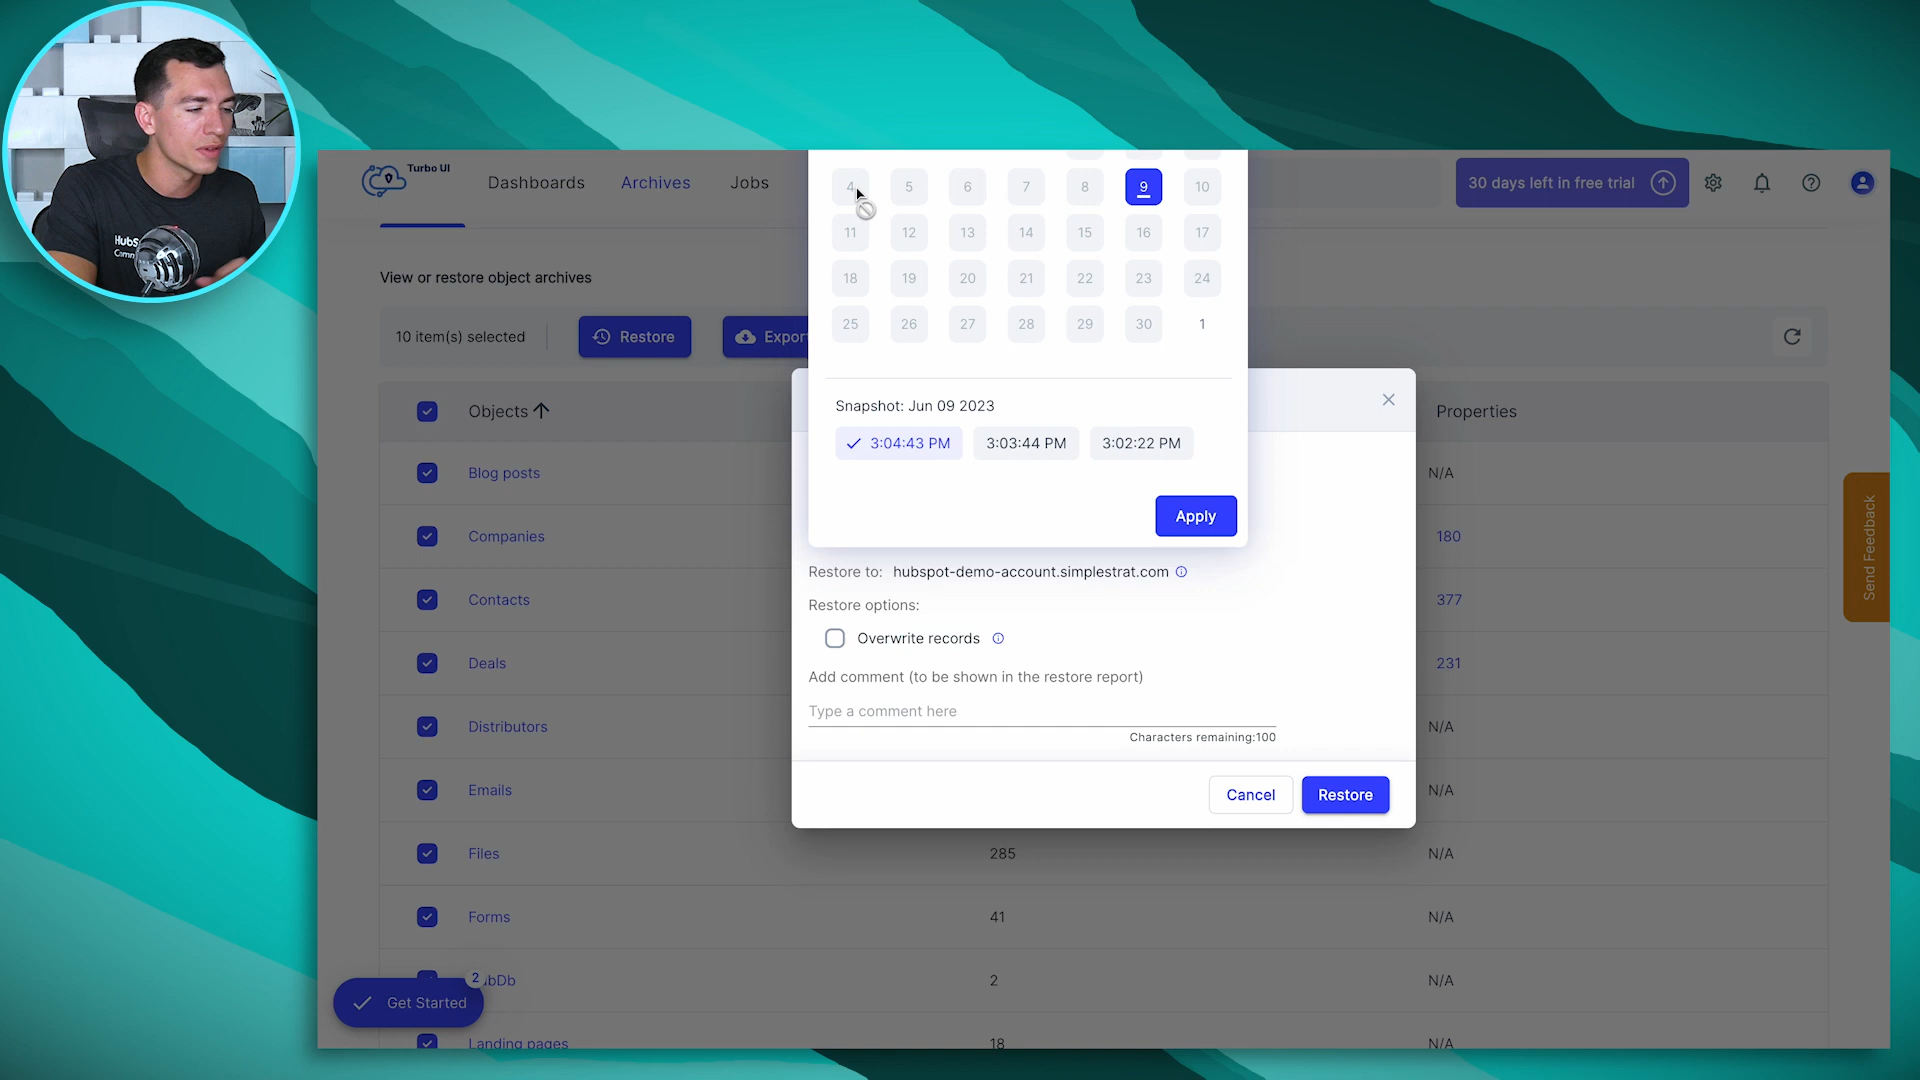 HubS
Comm
Turbo UI
Dashboards
Archives
Jobs
30 days left in free trial
4 5 6 7 8 9 10
11 12 13 14 15 16 17
18 19 20 21 22 23 24
25 26 27 28 29 30 1
View or restore object archives
10 item(s) selected
Restore
Export
Snapshot: Jun 09 2023
3:04:43 PM 3:03:44 PM 3:02:22 PM
Apply
Objects
Properties
Blog posts
N/A
Companies
180
Contacts
377
Deals
231
Distributors
N/A
Emails
N/A
Files
285
N/A
Forms
41
N/A
bDb
2
N/A
Landing pages
18
N/A
Restore to: hubspot-demo-account.simplestrat.com
Restore options:
Overwrite records
Add comment (to be shown in the restore report)
Type a comment here
Characters remaining:100
Cancel
Restore
2
Get Started
Send Feedback